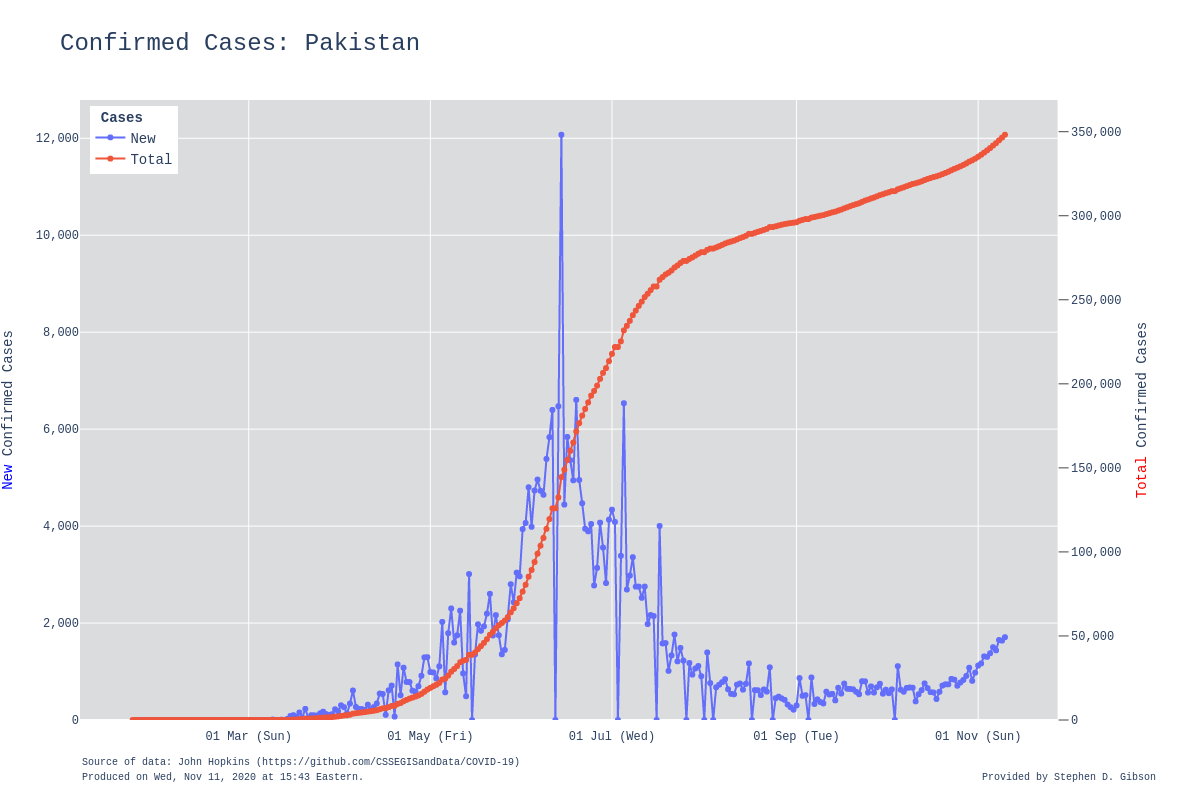 Confirmed Cases: Pakistan
Cases
New
Total
12,000
10,000
8,000
6,000
4,000
2,000
0
350,000
300,000
250,000
200,000
150,000
100,000
50,000
0
New Confirmed Cases
Total Confirmed Cases
01 Mar (Sun) 01 May (Fri) 01 Jul (Wed) 01 Sep (Tue) 01 Nov (Sun)
Source of data: John Hopkins (https://github.com/CSSEGISandData/COVID-19)
Produced on Wed, Nov 11, 2020 at 15:43 Eastern.
Provided by Stephen D. Gibson